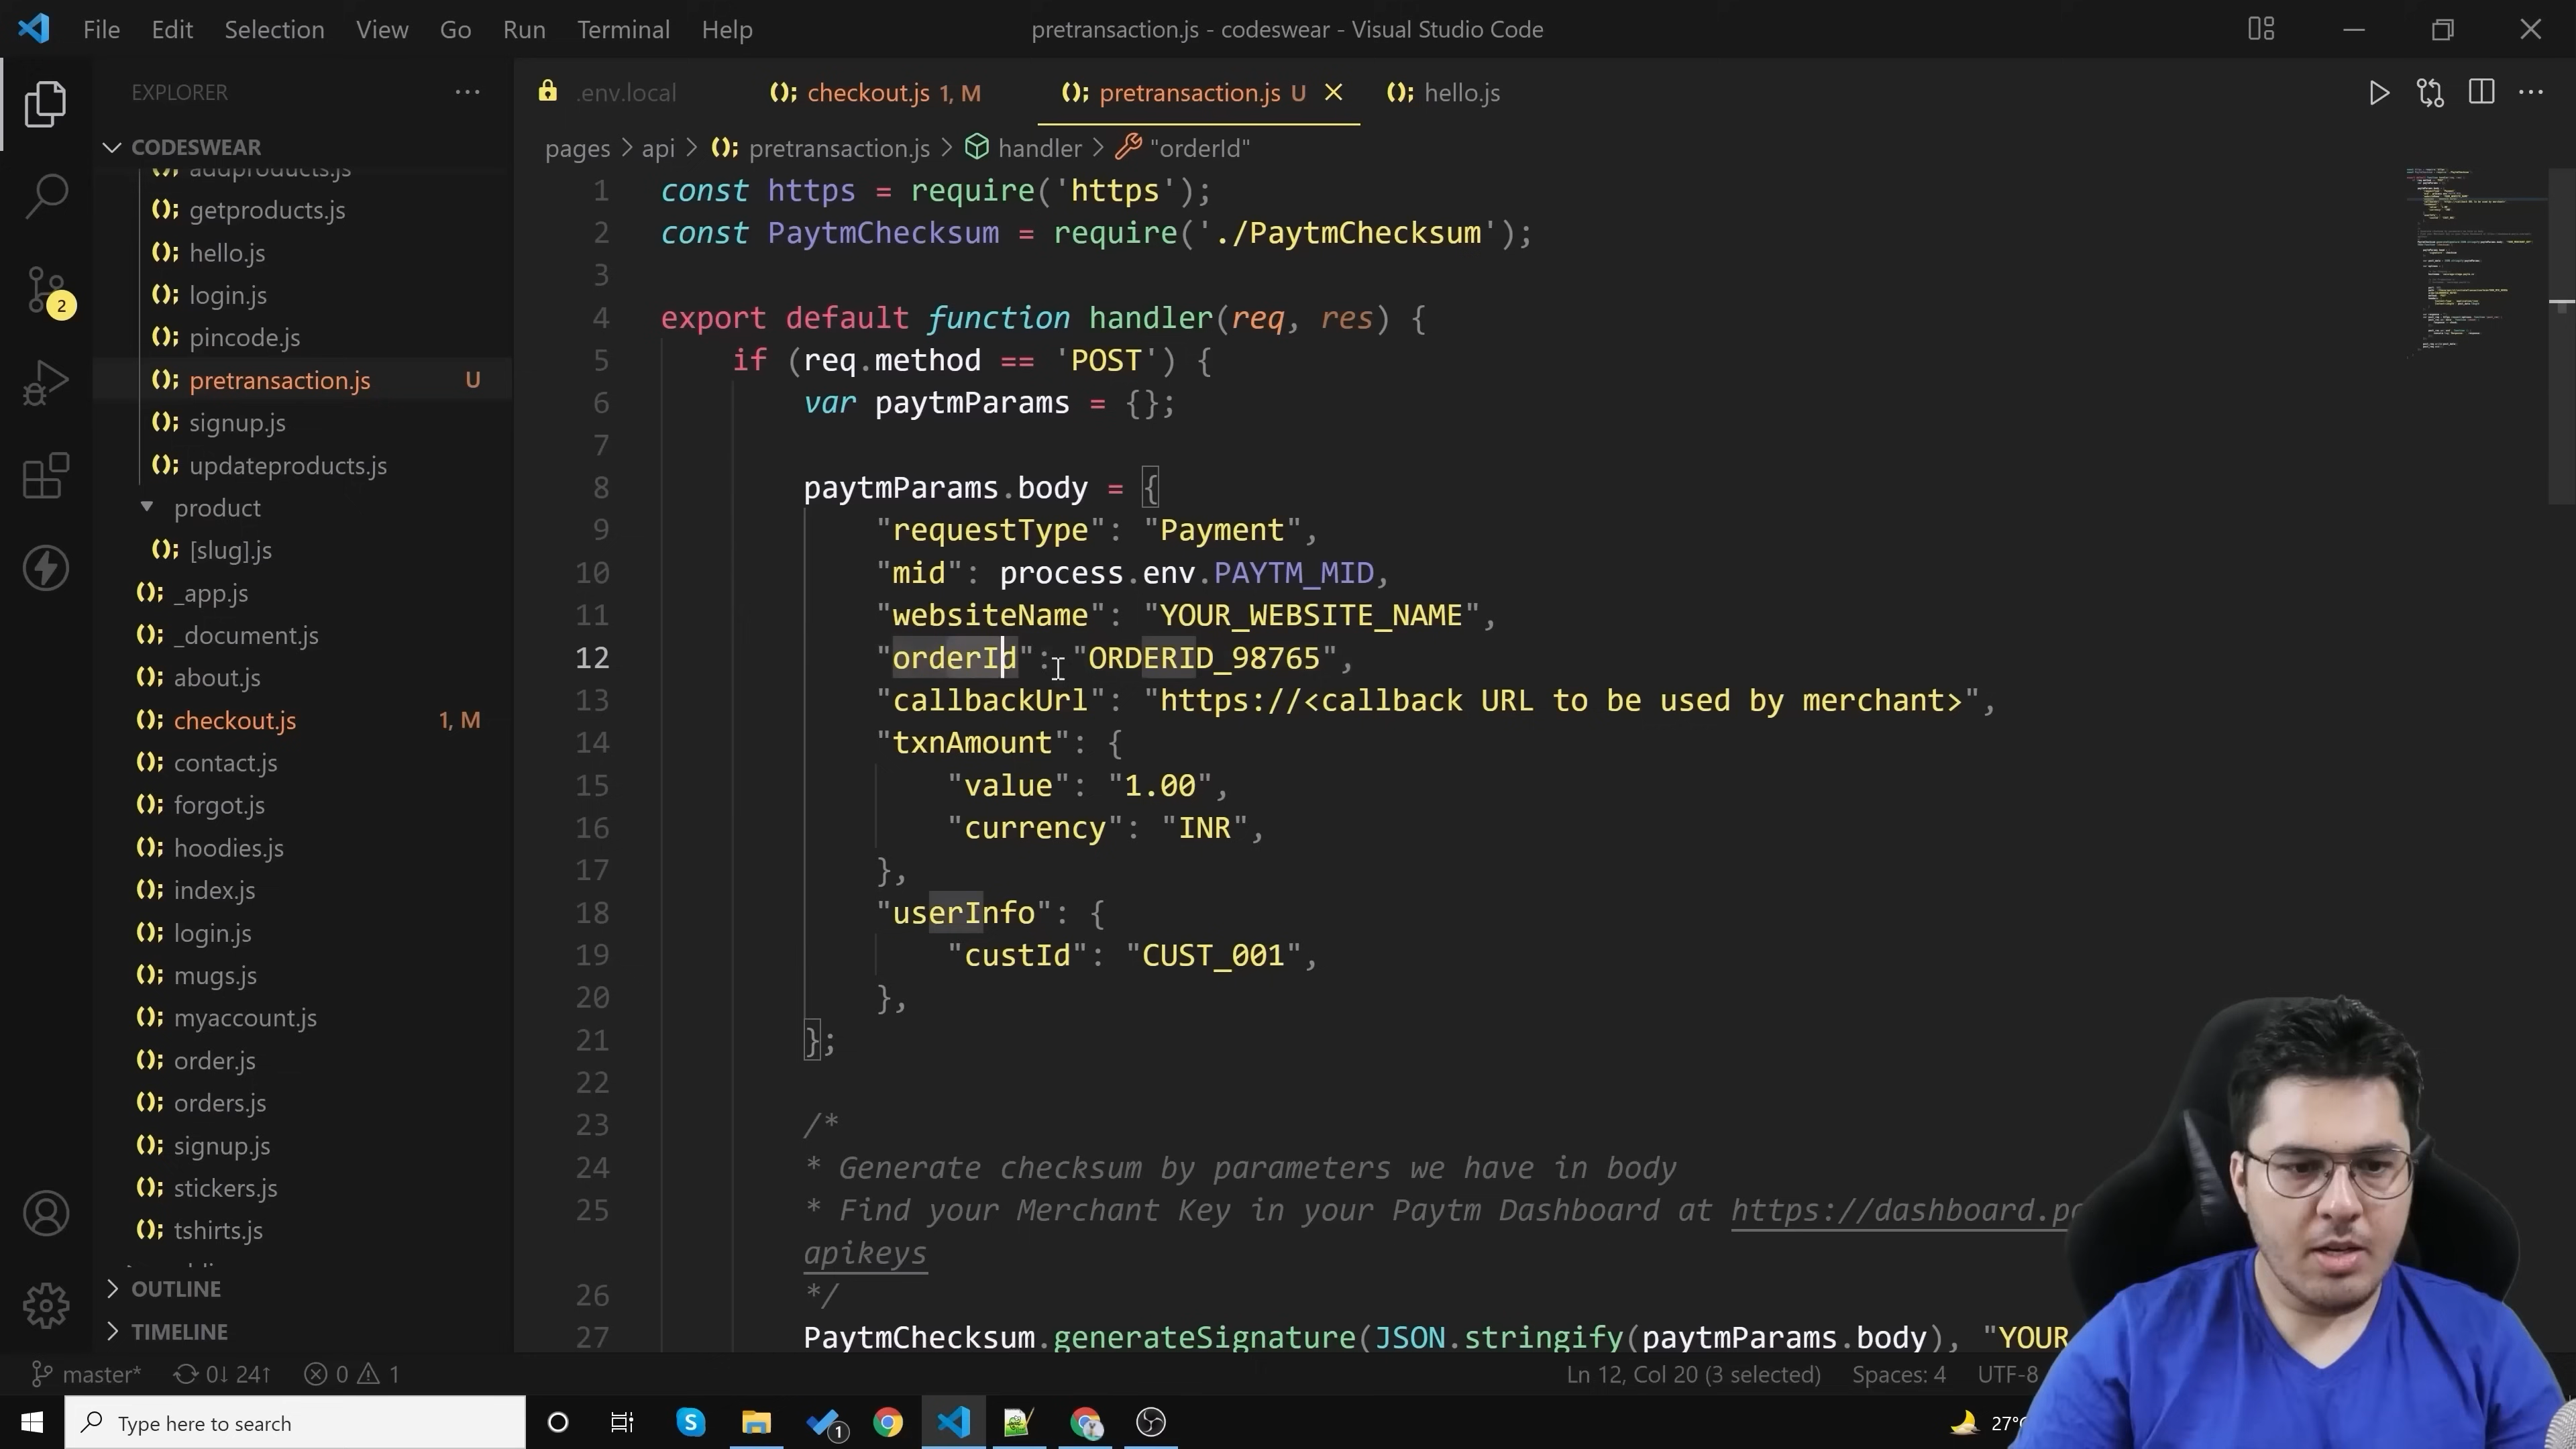 File Edit Selection View Go Run Terminal Help
pretransaction.js - codeswear - Visual Studio Code
EXPLORER
.env.local
checkout.js 1, M
pretransaction.js U
hello.js
CODESWEAR
pages > api > pretransaction.js > handler > "orderId"
addproducts.js
getproducts.js
hello.js
login.js
pincode.js
pretransaction.js U
signup.js
updateproducts.js
product
[slug].js
_app.js
_document.js
about.js
checkout.js 1, M
contact.js
forgot.js
hoodies.js
index.js
login.js
mugs.js
myaccount.js
order.js
orders.js
signup.js
stickers.js
tshirts.js
OUTLINE
TIMELINE
2
1 const https = require('https');
2 const PaytmChecksum = require('./PaytmChecksum');
3
4 export default function handler(req, res) {
5 if (req.method == 'POST') {
6 var paytmParams = {};
7
8 paytmParams.body = {
9 "requestType": "Payment",
10 "mid": process.env.PAYTM_MID,
11 "websiteName": "YOUR_WEBSITE_NAME",
12 "orderId": "ORDERID_98765",
13 "callbackUrl": "https://<callback URL to be used by merchant>",
14 "txnAmount": {
15 "value": "1.00",
16 "currency": "INR",
17 },
18 "userInfo": {
19 "custId": "CUST_001",
20 },
21 };
22
23 /*
24 * Generate checksum by parameters we have in body
25 * Find your Merchant Key in your Paytm Dashboard at https://dashboard.pa
apikeys
26 */
27 PaytmChecksum.generateSignature(JSON.stringify(paytmParams.body), "YOUR
master* 0↓ 24↑ 0 1
Ln 12, Col 20 (3 selected) Spaces: 4 UTF-8
Type here to search
1
27°